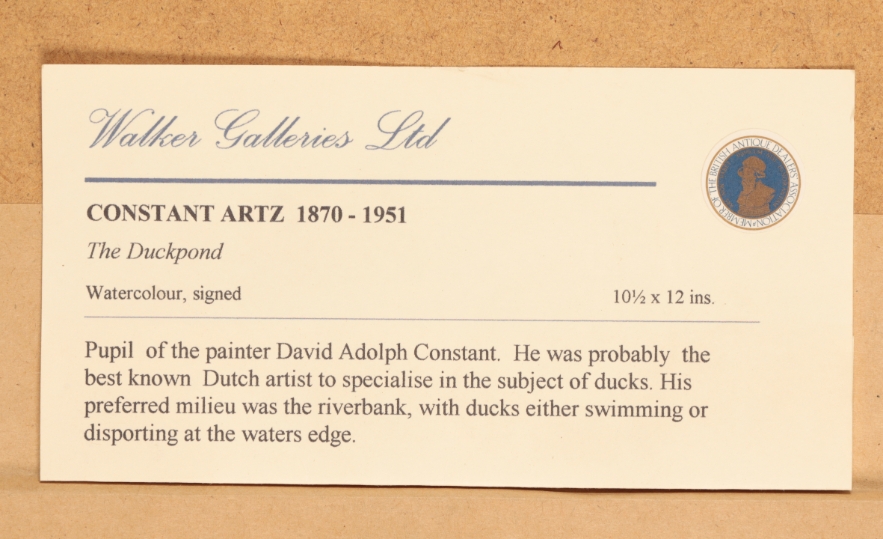 Walker Galleries Ltd
MEMBER OF THE BRITISH ANTIQUE DEALERS' ASSOCIATION
CONSTANT ARTZ 1870 - 1951
The Duckpond
Watercolour, signed 10½ x 12 ins.
Pupil of the painter David Adolph Constant. He was probably the
best known Dutch artist to specialise in the subject of ducks. His
preferred milieu was the riverbank, with ducks either swimming or
disporting at the waters edge.